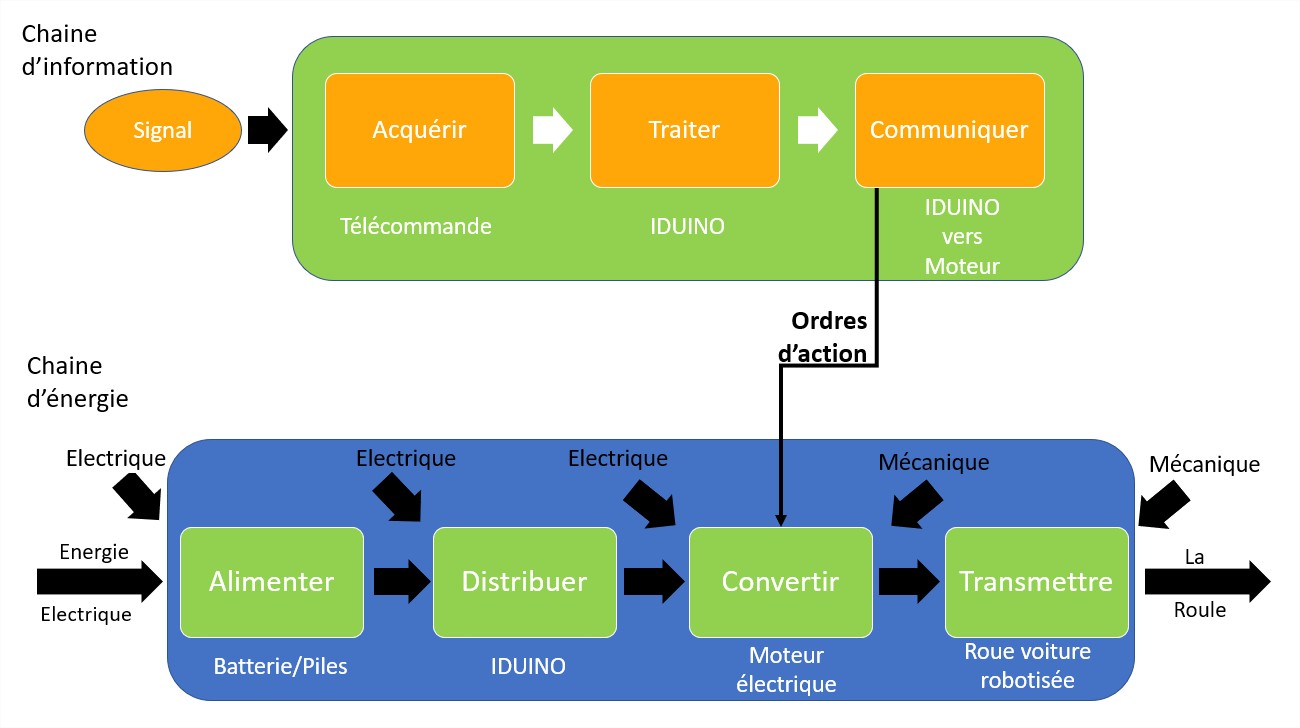 Chaine
d’information
Signal
Acquérir
Traiter
Communiquer
Télécommande
IDUINO
IDUINO
vers
Moteur
Ordres
d’action
Chaine
d’énergie
Electrique
Electrique
Electrique
Mécanique
Mécanique
Energie
Electrique
Alimenter
Distribuer
Convertir
Transmettre
La
Roule
Batterie/Piles
IDUINO
Moteur
électrique
Roue voiture
robotisée